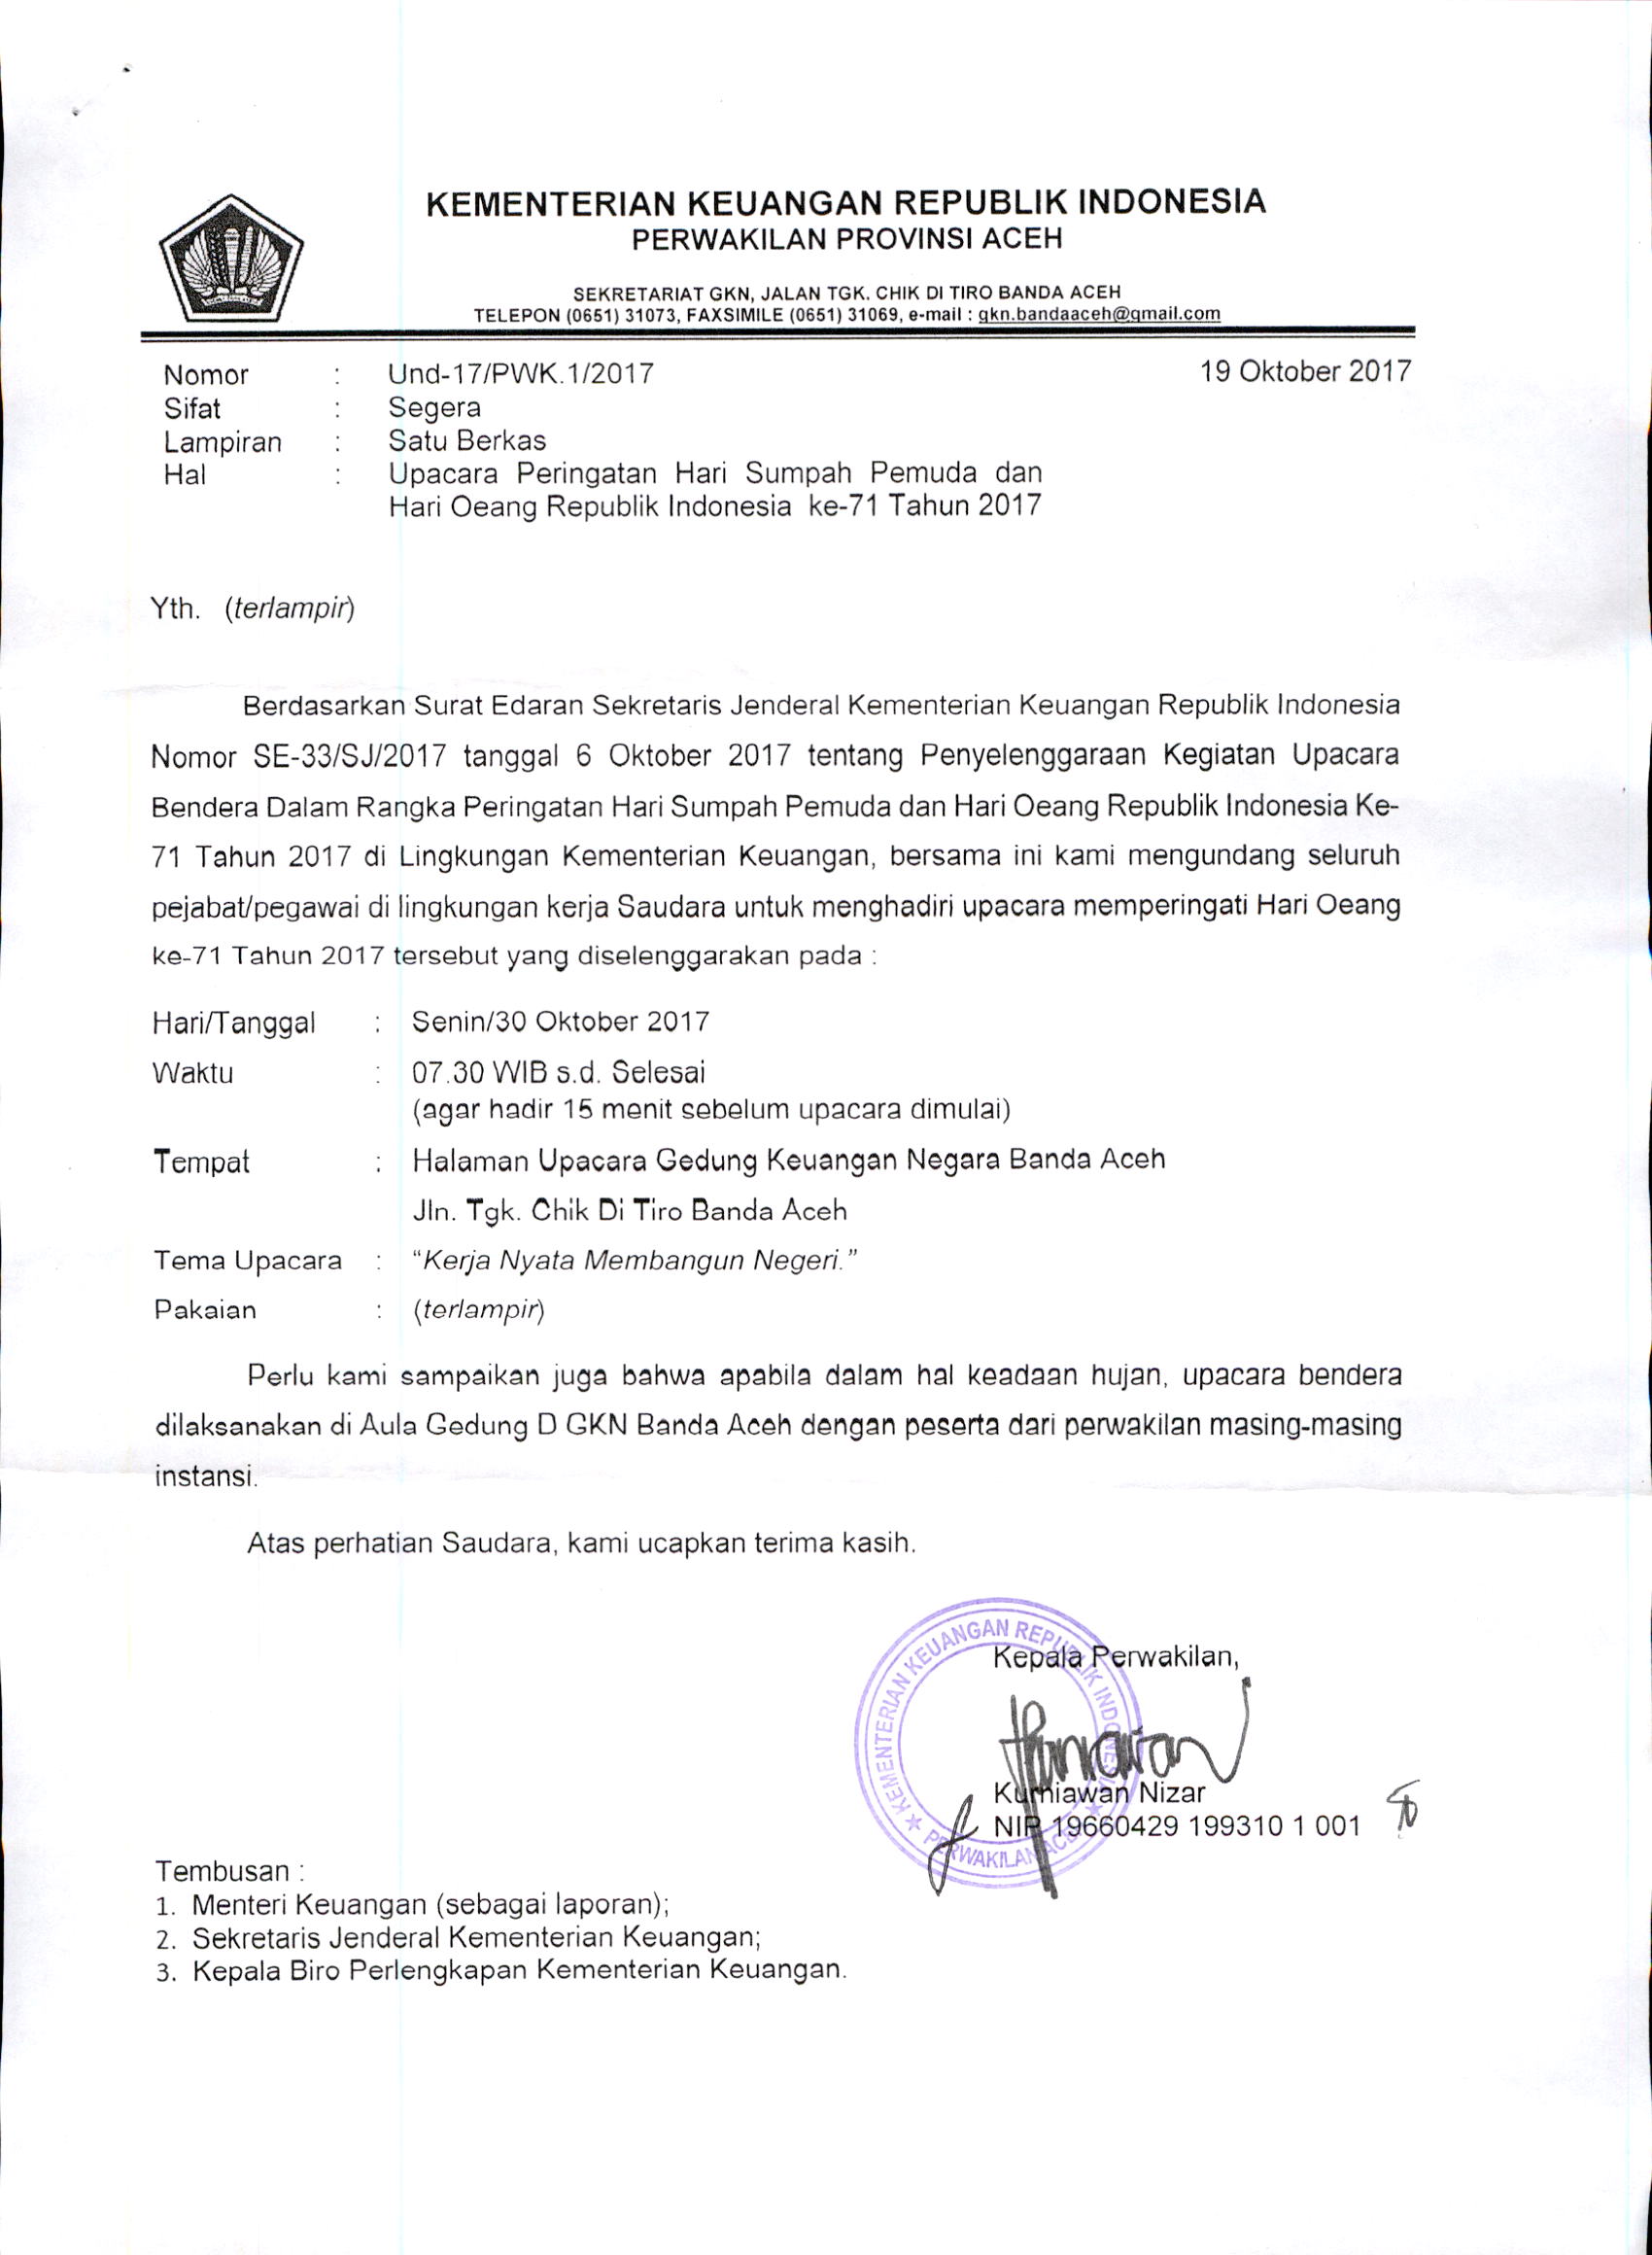 KEMENTERIAN KEUANGAN REPUBLIK INDONESIA
PERWAKILAN PROVINSI ACEH
SEKRETARIAT GKN, JALAN TGK. CHIK DI TIRO BANDA ACEH
TELEPON (0651) 31073, FAXSIMILE (0651) 31069, e-mail : gkn.bandaaceh@gmail.com
Nomor : Und-17/PWK.1/2017 19 Oktober 2017
Sifat : Segera
Lampiran : Satu Berkas
Hal : Upacara Peringatan Hari Sumpah Pemuda dan
Hari Oeang Republik Indonesia ke-71 Tahun 2017
Yth. (terlampir)
Berdasarkan Surat Edaran Sekretaris Jenderal Kementerian Keuangan Republik Indonesia
Nomor SE-33/SJ/2017 tanggal 6 Oktober 2017 tentang Penyelenggaraan Kegiatan Upacara
Bendera Dalam Rangka Peringatan Hari Sumpah Pemuda dan Hari Oeang Republik Indonesia Ke-
71 Tahun 2017 di Lingkungan Kementerian Keuangan, bersama ini kami mengundang seluruh
pejabat/pegawai di lingkungan kerja Saudara untuk menghadiri upacara memperingati Hari Oeang
ke-71 Tahun 2017 tersebut yang diselenggarakan pada :
Hari/Tanggal : Senin/30 Oktober 2017
Waktu : 07.30 WIB s.d. Selesai
(agar hadir 15 menit sebelum upacara dimulai)
Tempat : Halaman Upacara Gedung Keuangan Negara Banda Aceh
Jln. Tgk. Chik Di Tiro Banda Aceh
Tema Upacara : “Kerja Nyata Membangun Negeri.”
Pakaian : (terlampir)
Perlu kami sampaikan juga bahwa apabila dalam hal keadaan hujan, upacara bendera
dilaksanakan di Aula Gedung D GKN Banda Aceh dengan peserta dari perwakilan masing-masing
instansi.
Atas perhatian Saudara, kami ucapkan terima kasih.
Kepala Perwakilan,
KEMENTERIAN KEUANGAN REPUBLIK INDONESIA
PERWAKILAN ACEH
Kurniawan Nizar
NIP 19660429 199310 1 001
Tembusan :
1. Menteri Keuangan (sebagai laporan);
2. Sekretaris Jenderal Kementerian Keuangan;
3. Kepala Biro Perlengkapan Kementerian Keuangan.